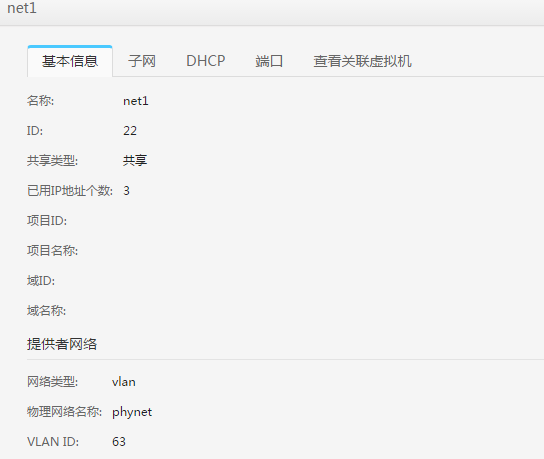 net1
基本信息 子网 DHCP 端口 查看关联虚拟机
名称: net1
ID: 22
共享类型: 共享
已用IP地址个数: 3
项目ID:
项目名称:
域ID:
域名称:
提供者网络
网络类型: vlan
物理网络名称: phynet
VLAN ID: 63